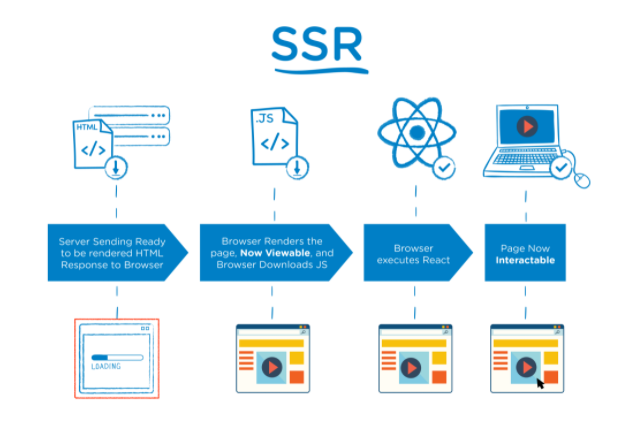 SSR
HTML
</>
.JS
</>
Server Sending Ready
to be rendered HTML
Response to Browser
Browser Renders the
page, Now Viewable, and
Browser Downloads JS
Browser
executes React
Page Now
Interactable
LOADING